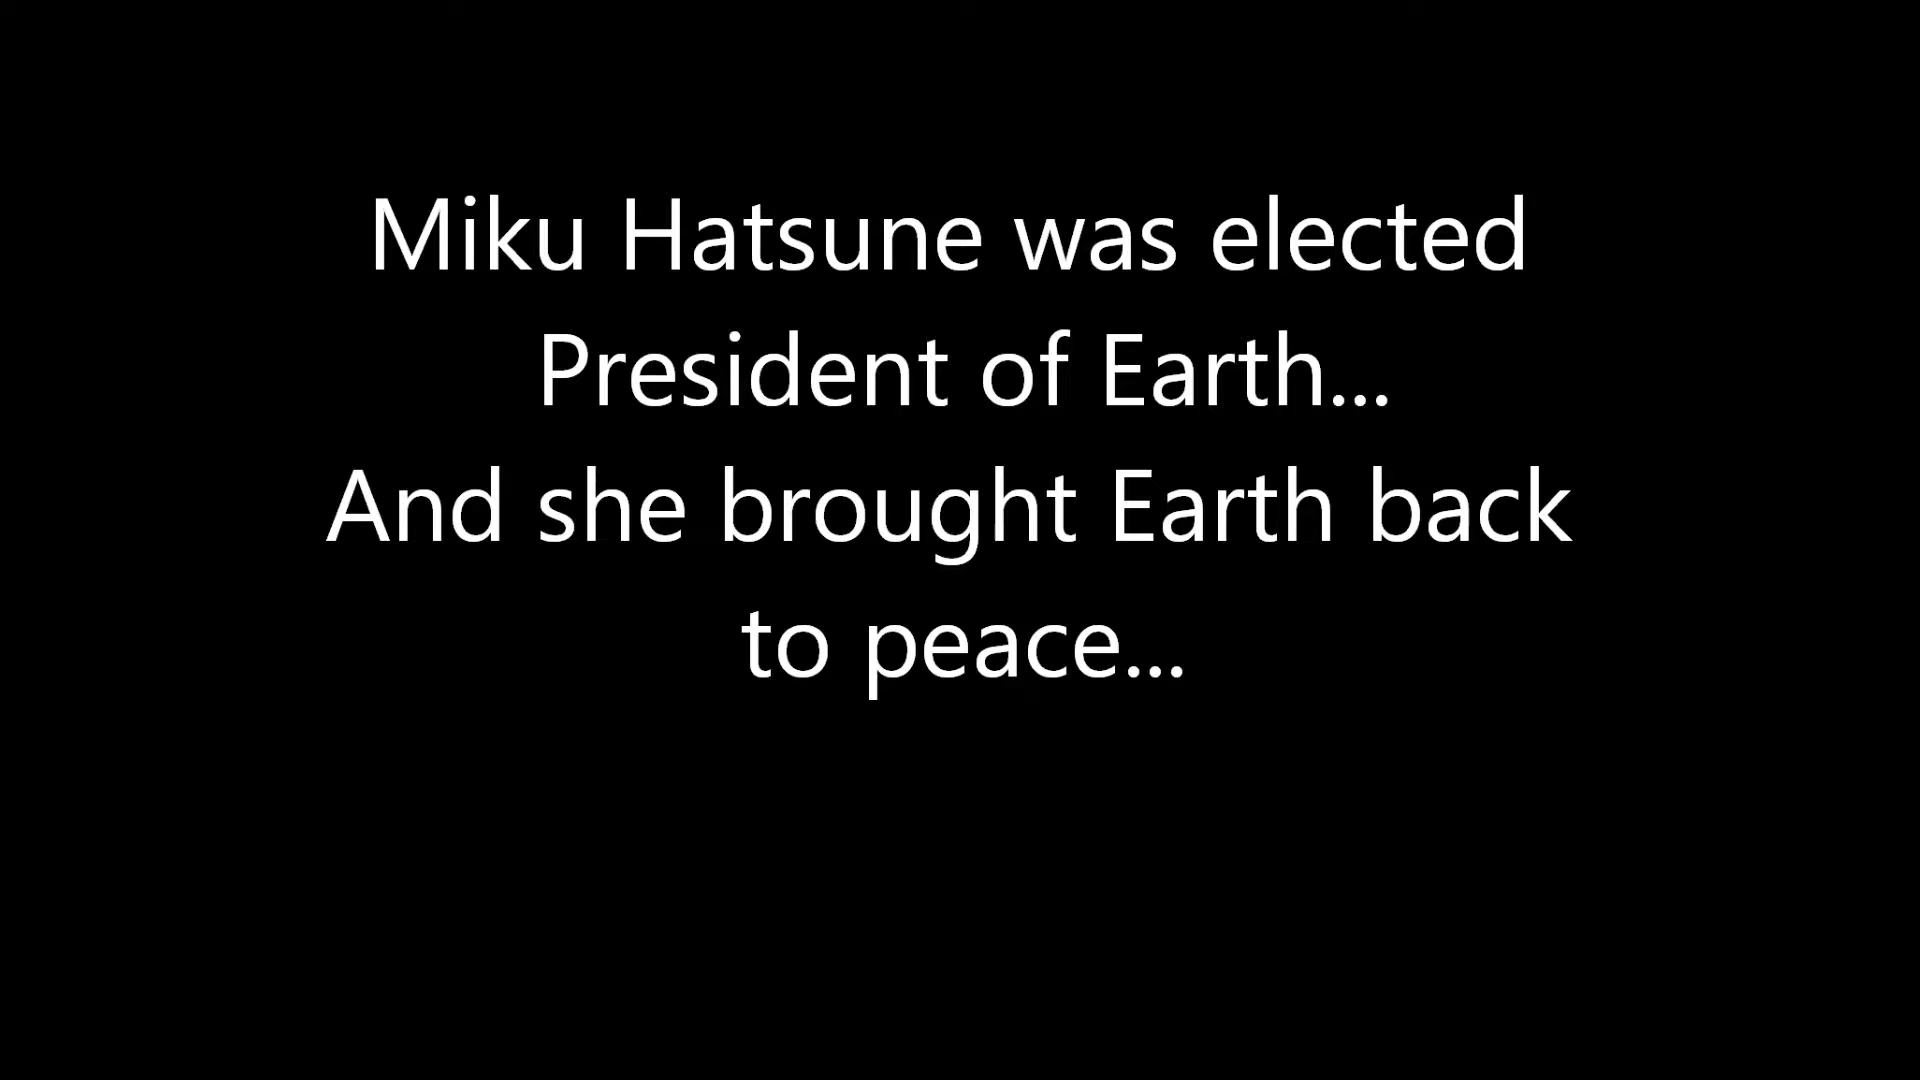 Miku Hatsune was elected
President of Earth...
And she brought Earth back
to peace...